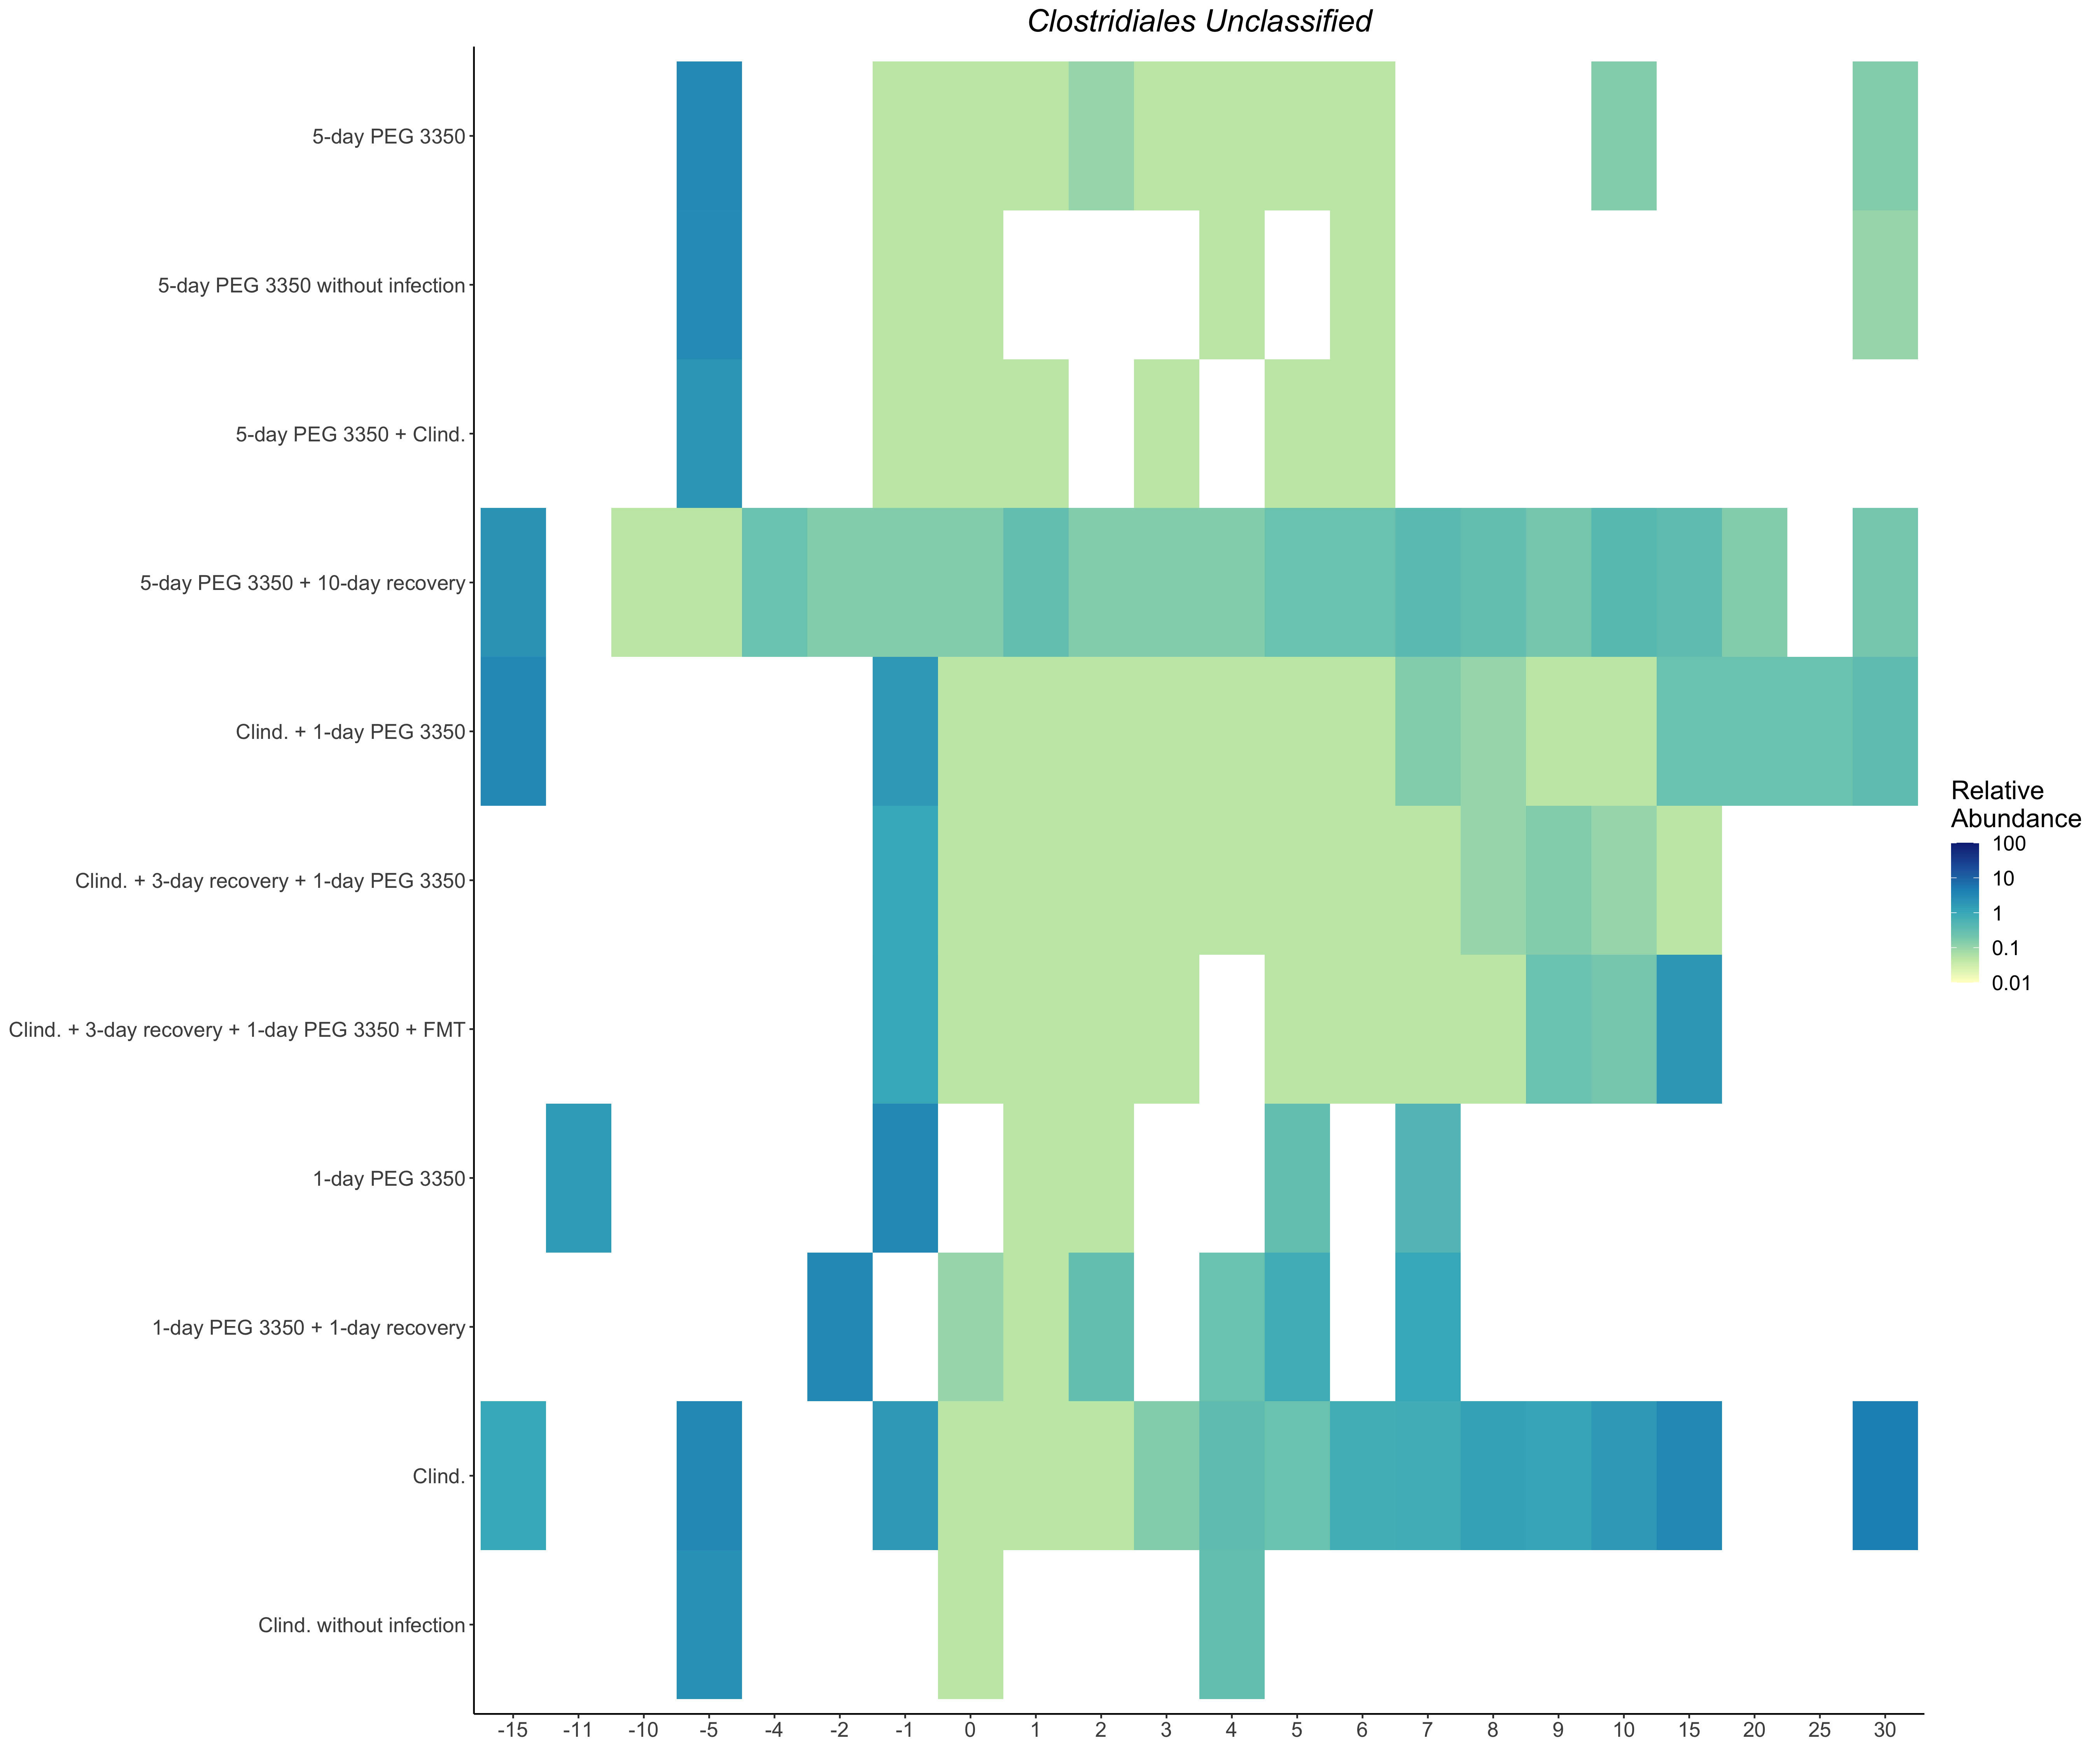 Clostridiales Unclassified
5-day PEG 3350
5-day PEG 3350 without infection
5-day PEG 3350 + Clind.
5-day PEG 3350 + 10-day recovery
Clind. + 1-day PEG 3350
Clind. + 3-day recovery + 1-day PEG 3350
Clind. + 3-day recovery + 1-day PEG 3350 + FMT
1-day PEG 3350
1-day PEG 3350 + 1-day recovery
Clind.
Clind. without infection
-15 -11 -10 -5 -4 -2 -1 0 1 2 3 4 5 6 7 8 9 10 15 20 25 30
Relative
Abundance
100
10
1
0.1
0.01